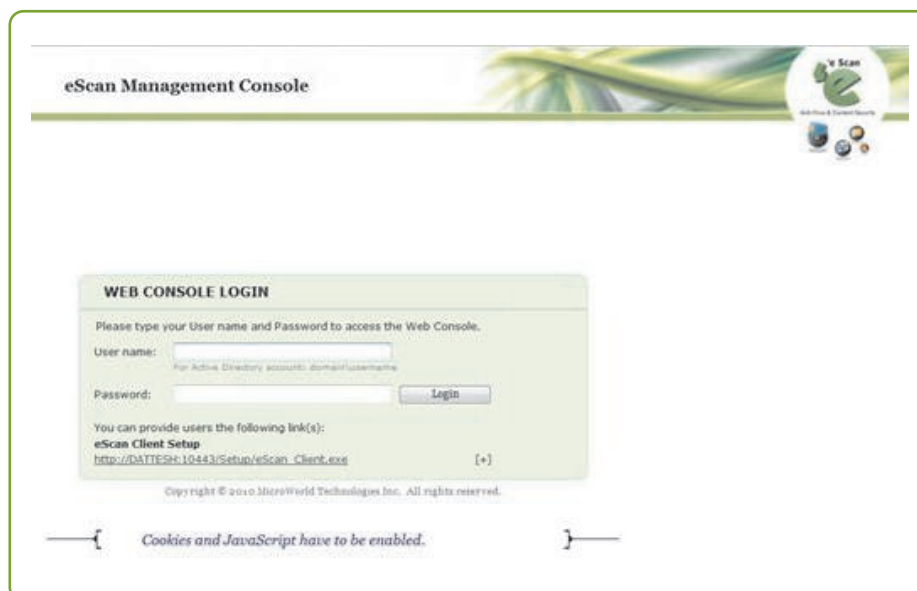 eScan Management Console
e Scan
WEB CONSOLE LOGIN
Please type your User name and Password to access the Web Console.
User name:
For Active Directory account: domain\username
Password:
Login
You can provide users the following link(s):
eScan Client Setup
http://DATTESH:10443/Setup/eScan_Client.exe [+]
Copyright © 2010 MicroWorld Technologies Inc. All rights reserved.
Cookies and JavaScript have to be enabled.